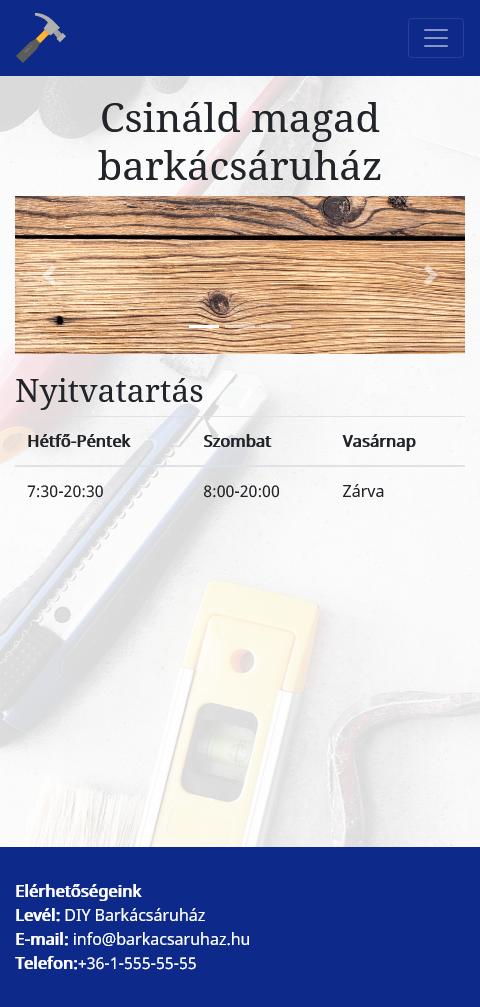 Csináld magad
barkácsáruház
Nyitvatartás
Hétfő-Péntek Szombat Vasárnap
7:30-20:30 8:00-20:00 Zárva
Elérhetőségeink
Levél: DIY Barkácsáruház
E-mail: info@barkacsaruhaz.hu
Telefon:+36-1-555-55-55